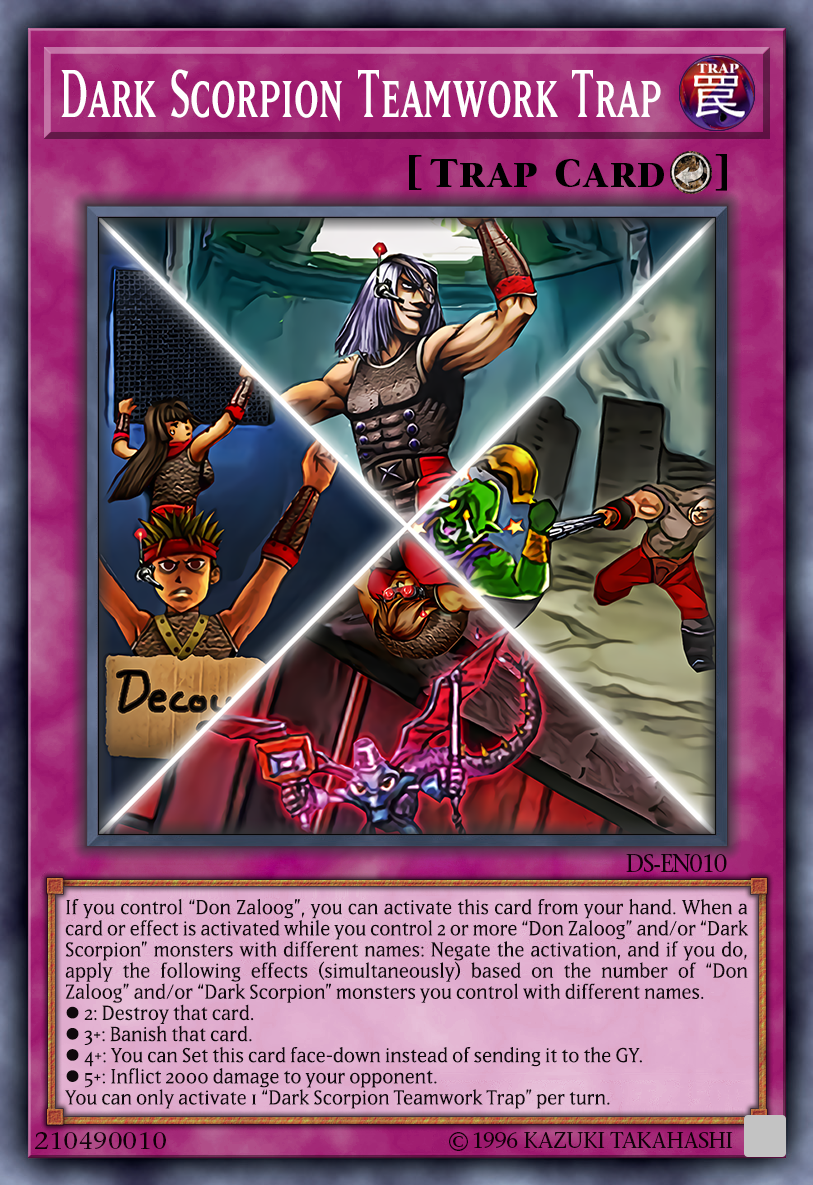 Dark Scorpion Teamwork Trap
TRAP
罠
[Trap Card]
Decoy
DS-EN010
If you control “Don Zaloog”, you can activate this card from your hand. When a
card or effect is activated while you control 2 or more “Don Zaloog” and/or “Dark
Scorpion” monsters with different names: Negate the activation, and if you do,
apply the following effects (simultaneously) based on the number of “Don
Zaloog” and/or “Dark Scorpion” monsters you control with different names.
● 2: Destroy that card.
● 3+: Banish that card.
● 4+: You can Set this card face-down instead of sending it to the GY.
● 5+: Inflict 2000 damage to your opponent.
You can only activate 1 “Dark Scorpion Teamwork Trap” per turn.
210490010
© 1996 KAZUKI TAKAHASHI